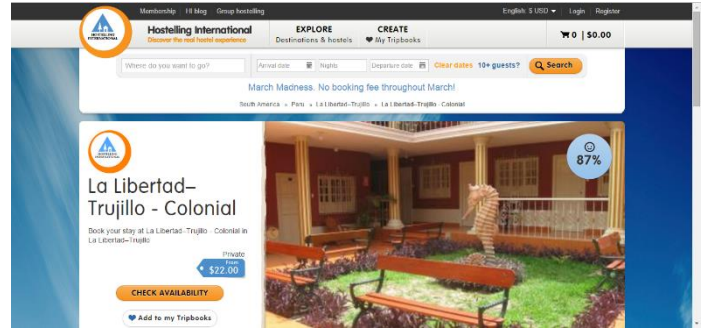 Membership HI blog Group hostelling English: $ USD Login Register
Hostelling International
Discover the real hostel experience
EXPLORE
Destinations & hostels
CREATE
My Tripbooks
0 | $0.00
Where do you want to go? Arrival date Nights Departure date Clear dates 10+ guests? Search
March Madness. No booking fee throughout March!
South America » Peru » La Libertad–Trujillo » La Libertad–Trujillo - Colonial
HOSTELLING
INTERNATIONAL
87%
La Libertad–
Trujillo - Colonial
Book your stay at La Libertad–Trujillo - Colonial in
La Libertad–Trujillo
Private
From
$22.00
CHECK AVAILABILITY
Add to my Tripbooks